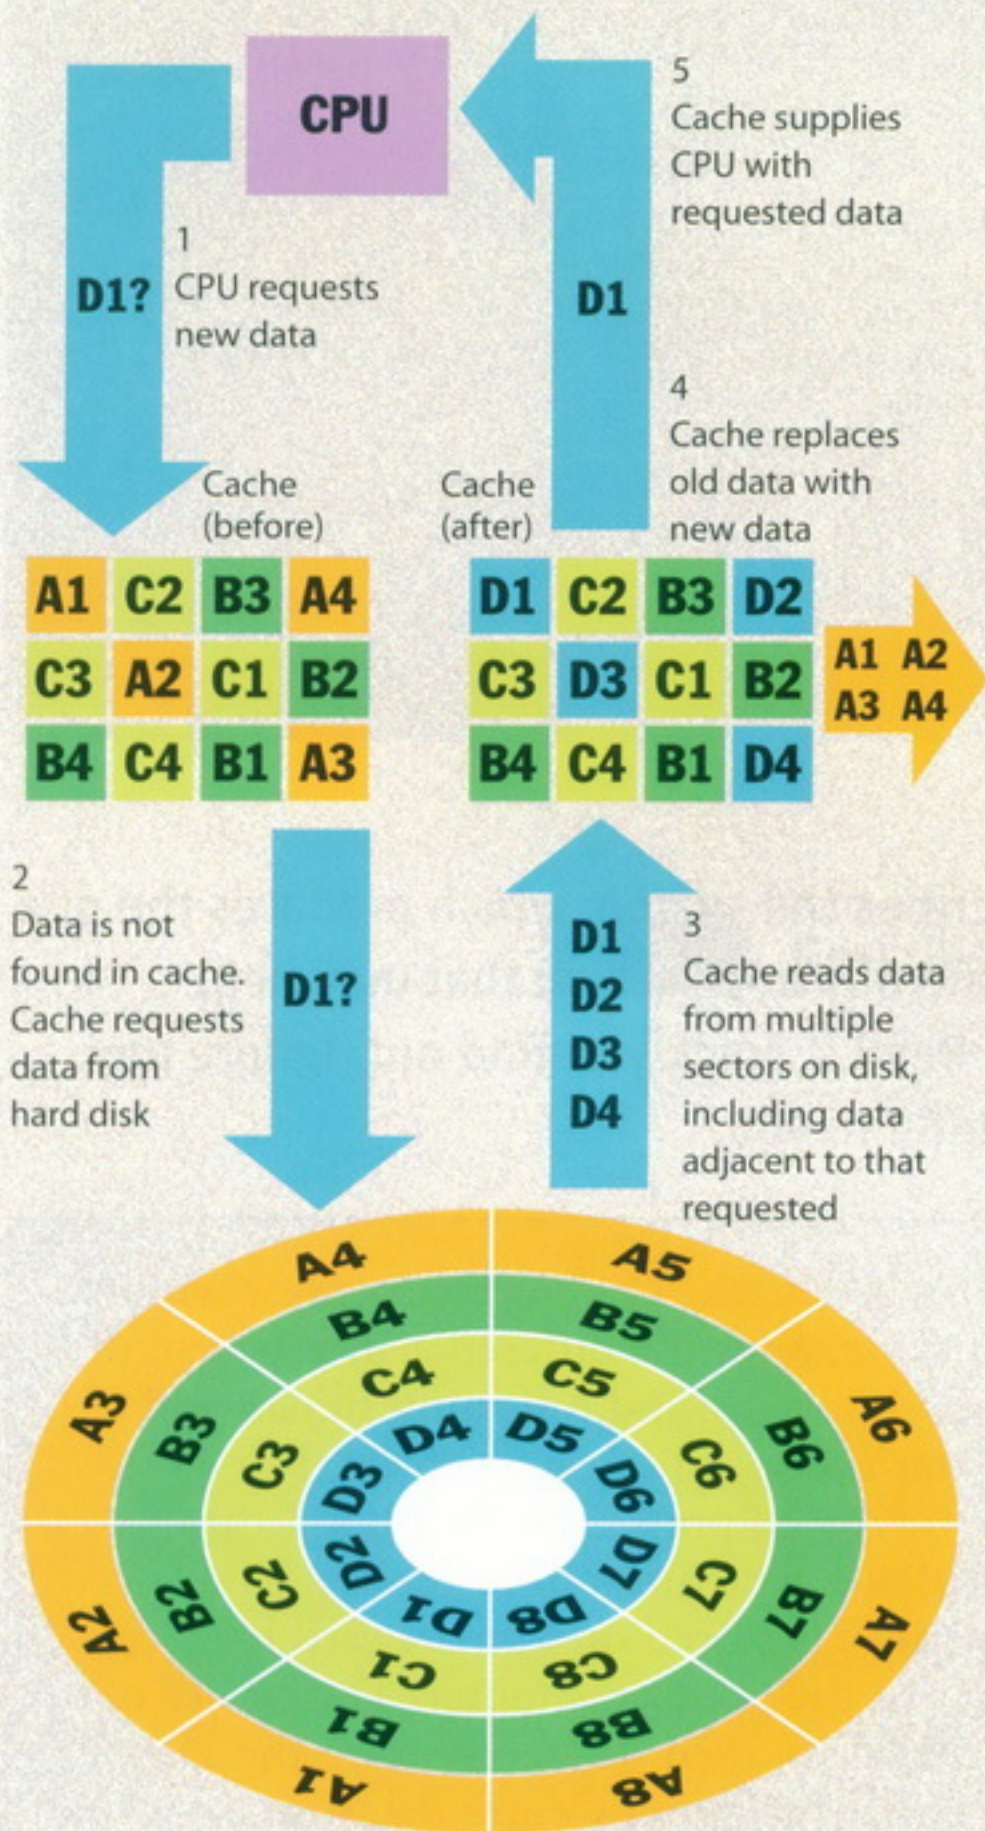 CPU
1
CPU requests
new data
D1?
5
Cache supplies
CPU with
requested data
D1
4
Cache replaces
old data with
new data
Cache
(before)
Cache
(after)
A1 C2 B3 A4
C3 A2 C1 B2
B4 C4 B1 A3
D1 C2 B3 D2
C3 D3 C1 B2
B4 C4 B1 D4
A1 A2
A3 A4
2
Data is not
found in cache.
Cache requests
data from
hard disk
D1?
D1
D2
D3
D4
3
Cache reads data
from multiple
sectors on disk,
including data
adjacent to that
requested
A4 A5
B4 B5
C4 C5
D4 D5
A3 B3 C3 D3 D6 C6 B6 A6
A2 B2 C2 D2 D7 C7 B7 A7
D1 D8
C1 C8
B1 B8
A1 A8